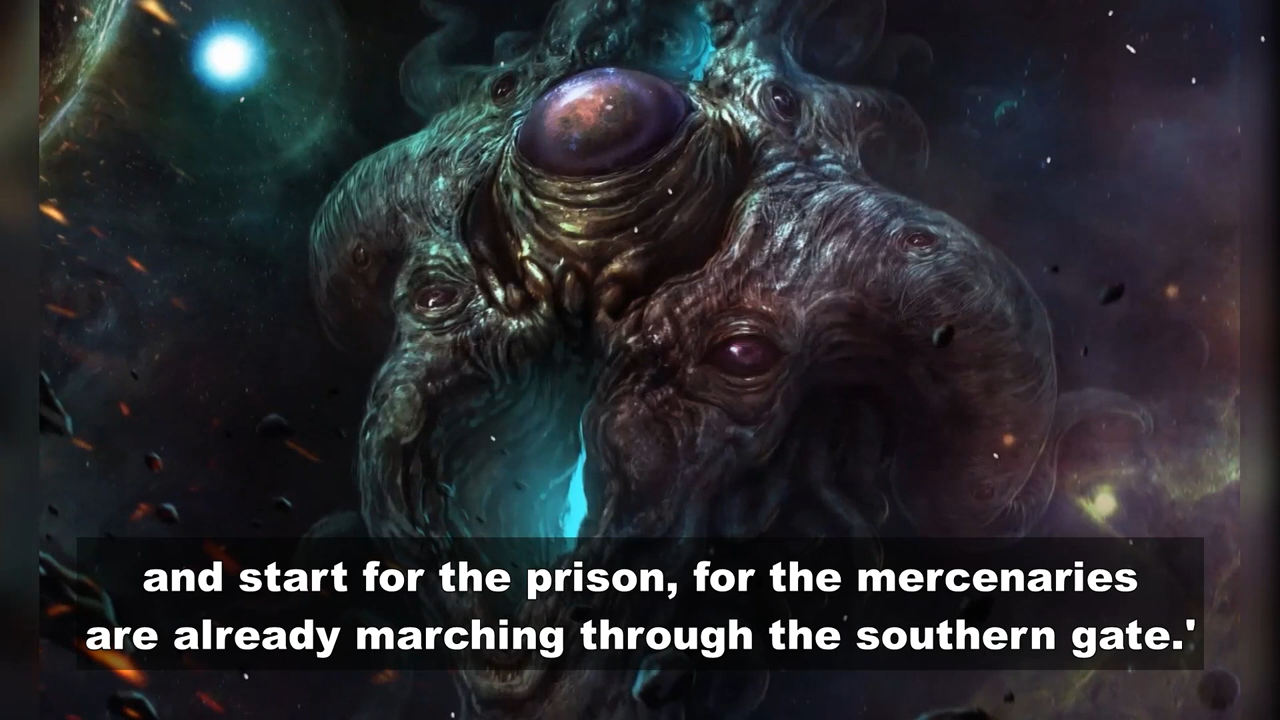 and start for the prison, for the mercenaries
are already marching through the southern gate.'